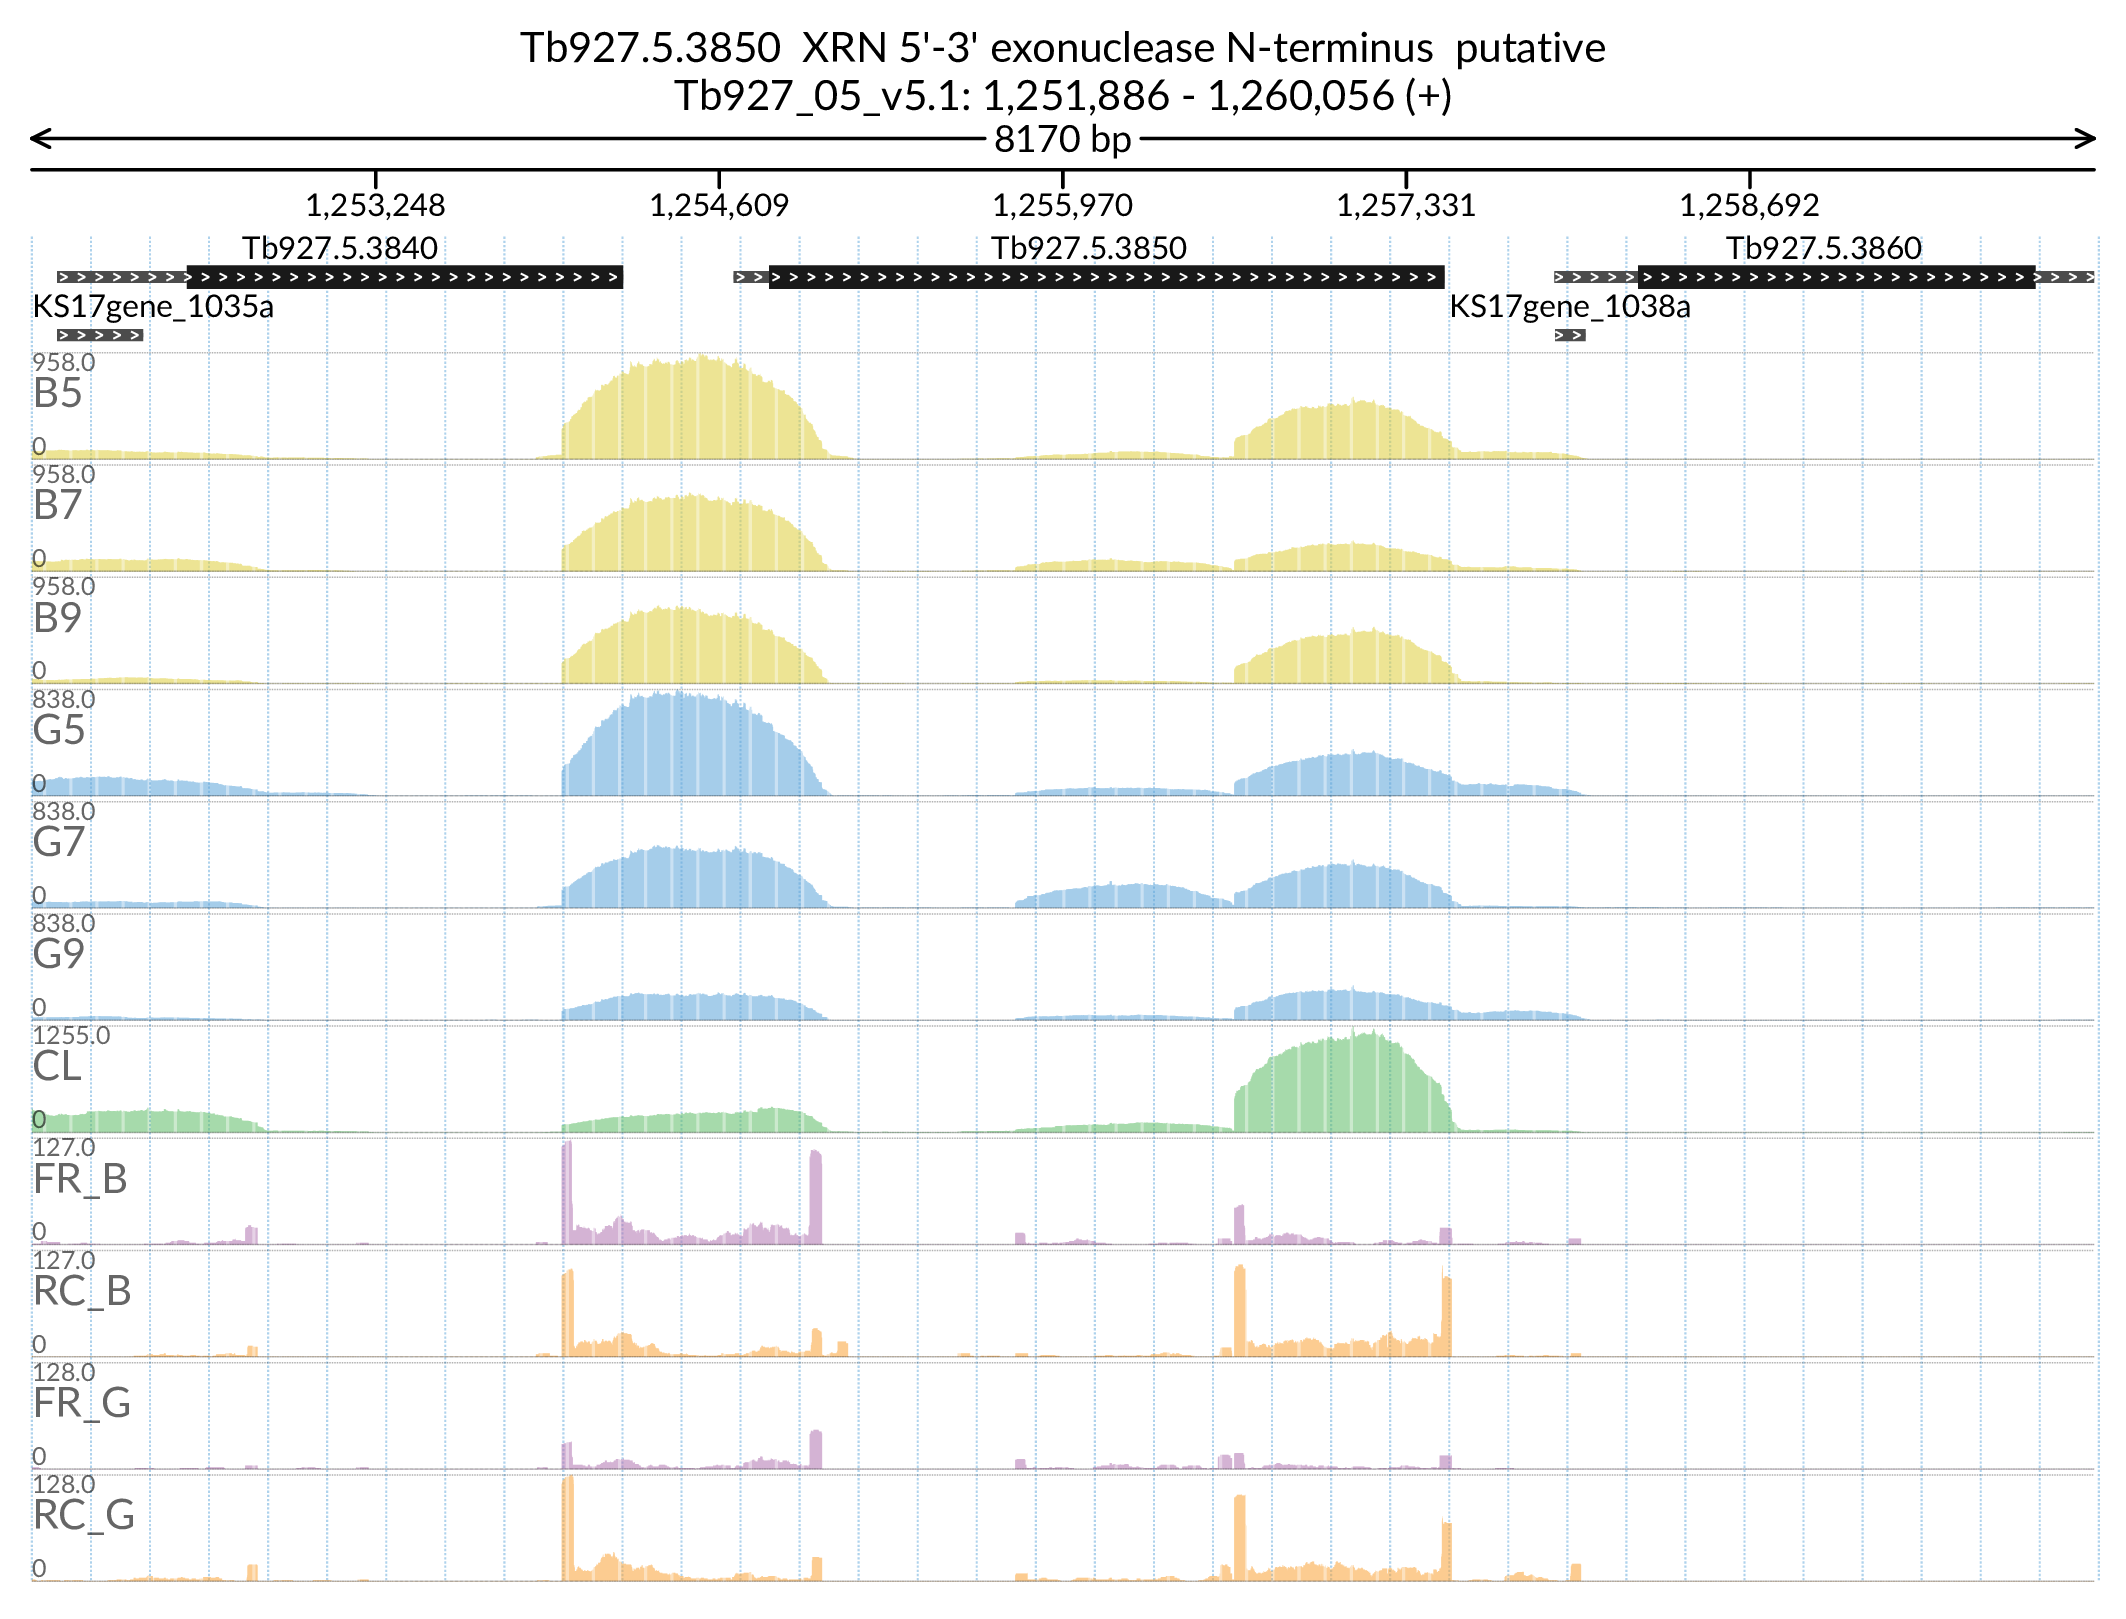 Tb927.5.3850  XRN 5'-3' exonuclease N-terminus  putative
Tb927_05_v5.1: 1,251,886 - 1,260,056 (+)
8170 bp
1,253,248 1,254,609 1,255,970 1,257,331 1,258,692
Tb927.5.3840 Tb927.5.3850 Tb927.5.3860
KS17gene_1035a KS17gene_1038a
958.0
B5
0
958.0
B7
0
958.0
B9
0
838.0
G5
0
838.0
G7
0
838.0
G9
0
1255.0
CL
0
127.0
FR_B
0
127.0
RC_B
0
128.0
FR_G
0
128.0
RC_G
0